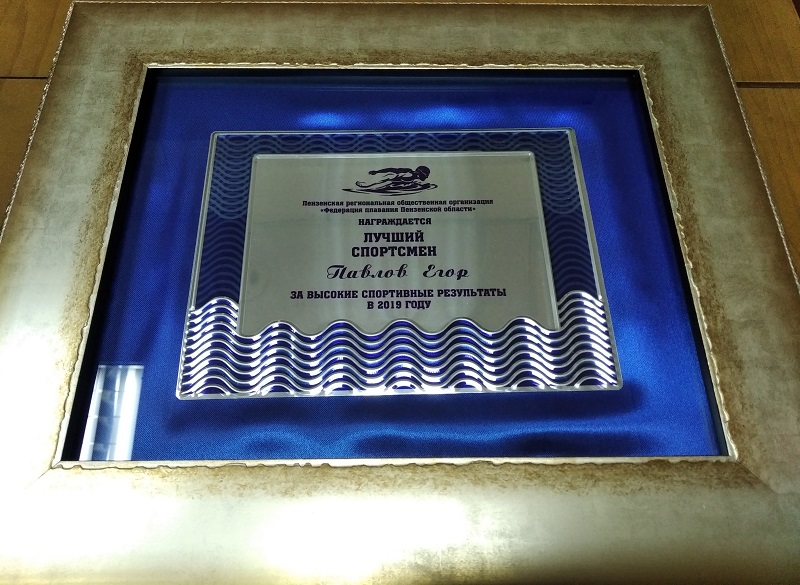 Пензенская региональная общественная организация
«Федерация плавания Пензенской области»
НАГРАЖДАЕТСЯ
ЛУЧШИЙ
СПОРТСМЕН
Павлов Егор
ЗА ВЫСОКИЕ СПОРТИВНЫЕ РЕЗУЛЬТАТЫ
В 2019 ГОДУ